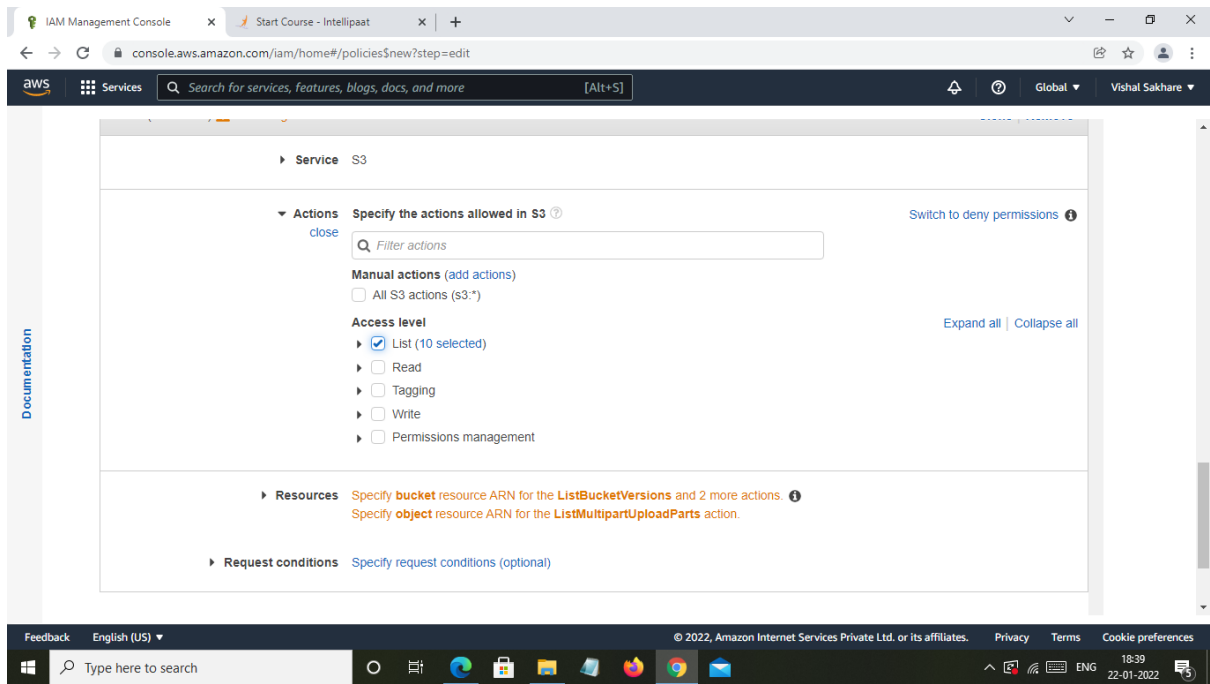 IAM Management Console
Start Course - Intellipaat
console.aws.amazon.com/iam/home#/policies$new?step=edit
aws Services Search for services, features, blogs, docs, and more [Alt+S] Global Vishal Sakhare
Service S3
Actions Specify the actions allowed in S3 Switch to deny permissions
close
Filter actions
Manual actions (add actions)
All S3 actions (s3:*)
Access level Expand all | Collapse all
List (10 selected)
Read
Tagging
Write
Permissions management
Documentation
Resources Specify bucket resource ARN for the ListBucketVersions and 2 more actions.
Specify object resource ARN for the ListMultipartUploadParts action.
Request conditions Specify request conditions (optional)
Feedback English (US) © 2022, Amazon Internet Services Private Ltd. or its affiliates. Privacy Terms Cookie preferences
Type here to search ENG 18:39
22-01-2022 5